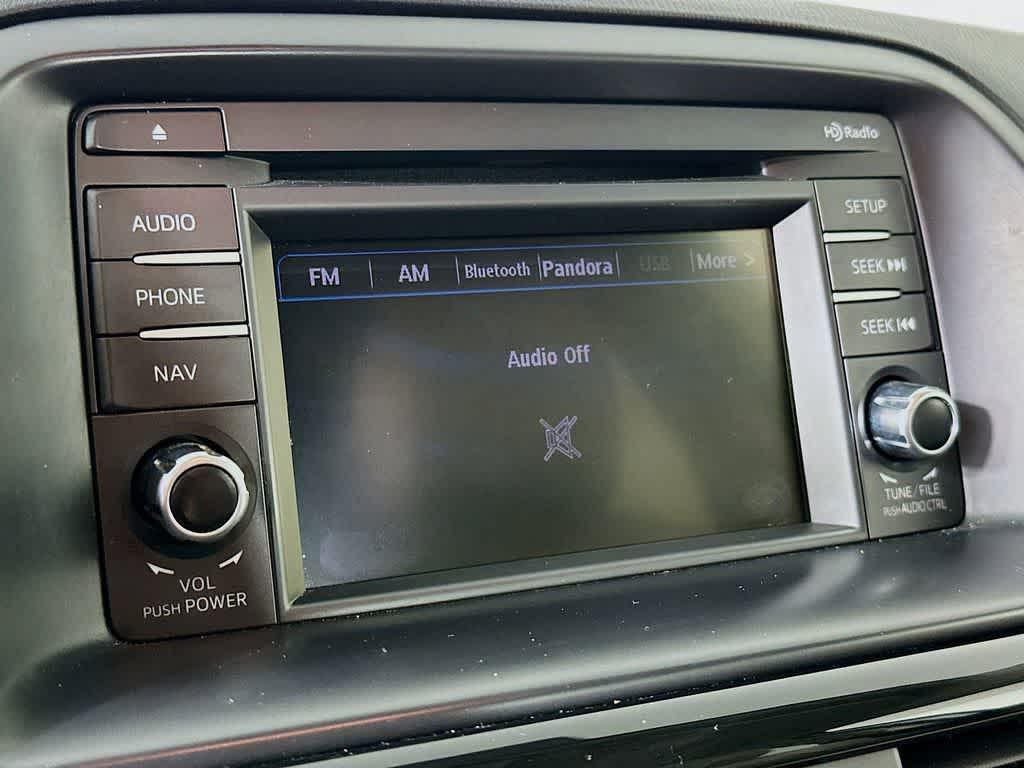 HD Radio
AUDIO
PHONE
NAV
VOL
PUSH POWER
FM AM Bluetooth Pandora USB More >
Audio Off
SETUP
SEEK
SEEK
TUNE/FILE
PUSH AUDIO CTRL